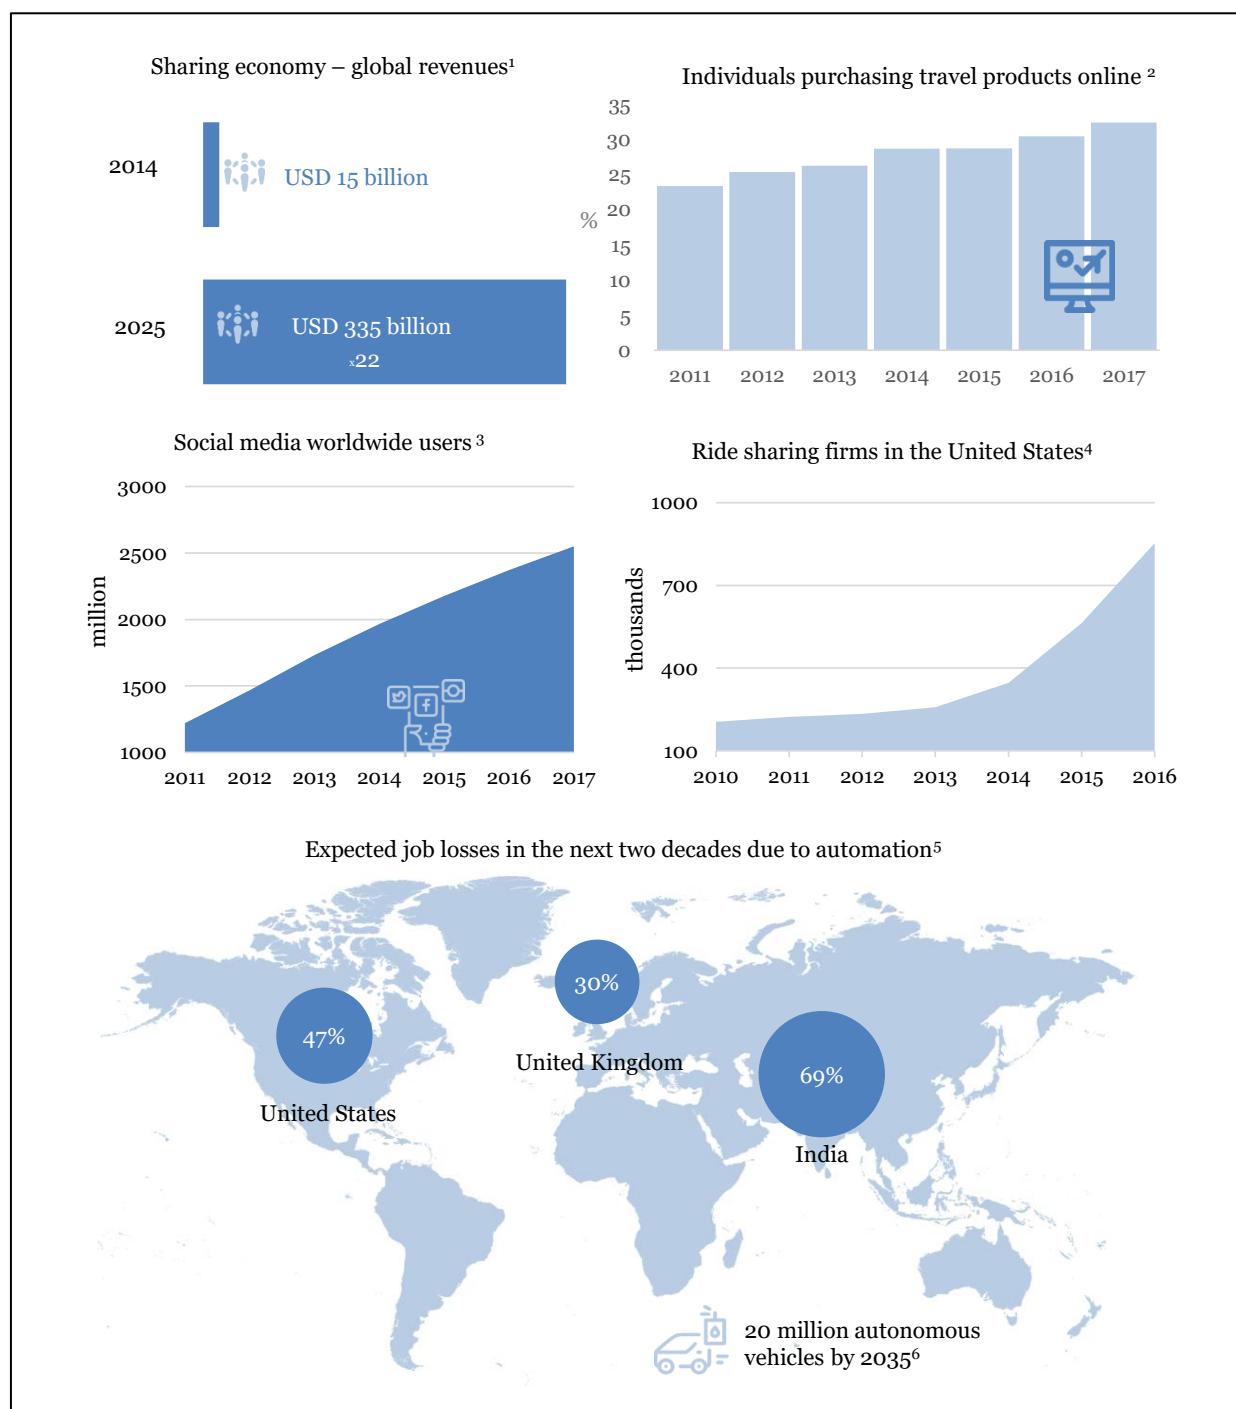 Sharing economy – global revenues¹
2014
USD 15 billion
2025
USD 335 billion
x22
Individuals purchasing travel products online ²
35
30
25
20
15
10
5
0
%
2011 2012 2013 2014 2015 2016 2017
Social media worldwide users ³
3000
2500
2000
1500
1000
million
2011 2012 2013 2014 2015 2016 2017
Ride sharing firms in the United States⁴
1000
700
400
100
thousands
2010 2011 2012 2013 2014 2015 2016
Expected job losses in the next two decades due to automation⁵
30%
United Kingdom
47%
United States
69%
India
20 million autonomous
vehicles by 2035⁶